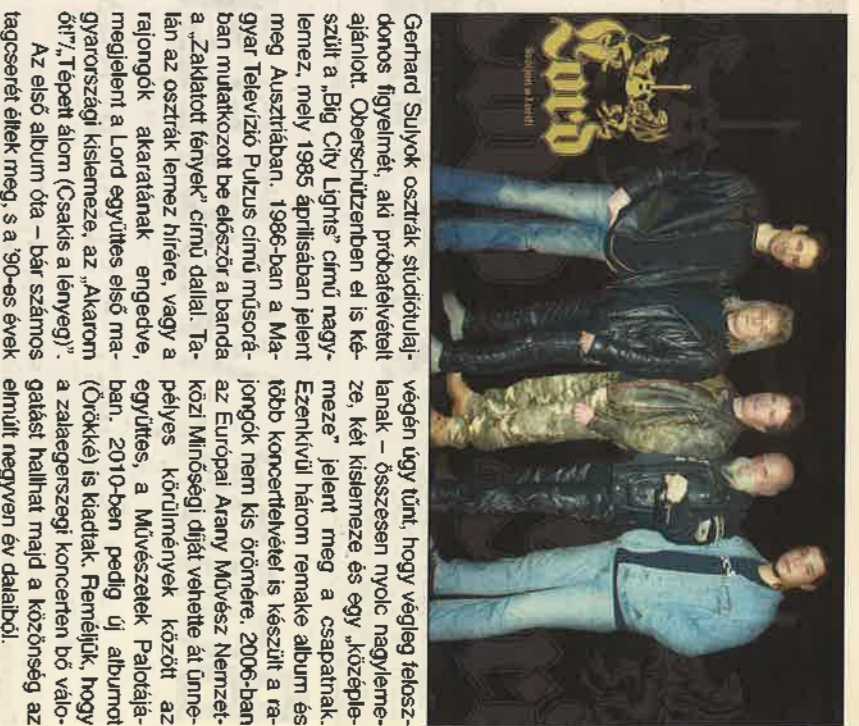 Lord
Szóljon a Lord!
Gerhard Sulyok osztrák stúdiótulaj-
donos figyelmét, aki próbafelvételt
ajánlott. Oberschützenben el is ké-
szült a „Big City Lights” című nagy-
lemez, mely 1985 áprilisában jelent
meg Ausztriában. 1986-ban a Ma-
gyar Televízió Pulzus című műsorá-
ban mutatkozott be először a banda
a „Zaklatott fények” című dallal. Ta-
lán az osztrák lemez hírére, vagy a
rajongók akaratának engedve,
megjelent a Lord együttes első ma-
gyarországi kislemeze, az „Akarom
őt!”/„Tépett álom (Csakis a lényeg)”.
Az első album óta – bár számos
tagcserét éltek meg, s a ’90-es évek
végén úgy tűnt, hogy végleg felosz-
lanak – összesen nyolc nagyleme-
ze, két kislemeze és egy „középle-
meze” jelent meg a csapatnak.
Ezenkívül három remake album és
több koncertfelvétel is készült a ra-
jongók nem kis örömére. 2006-ban
az Európai Arany Művész Nemzet-
közi Minőségi díját vehette át ünne-
pélyes körülmények között az
együttes, a Művészetek Palotájá-
ban. 2010-ben pedig új albumot
(Örökké) is kiadtak. Reméljük, hogy
a zalaegerszegi koncerten bő válo-
gatást hallhat majd a közönség az
elmúlt negyven év dalaiból.